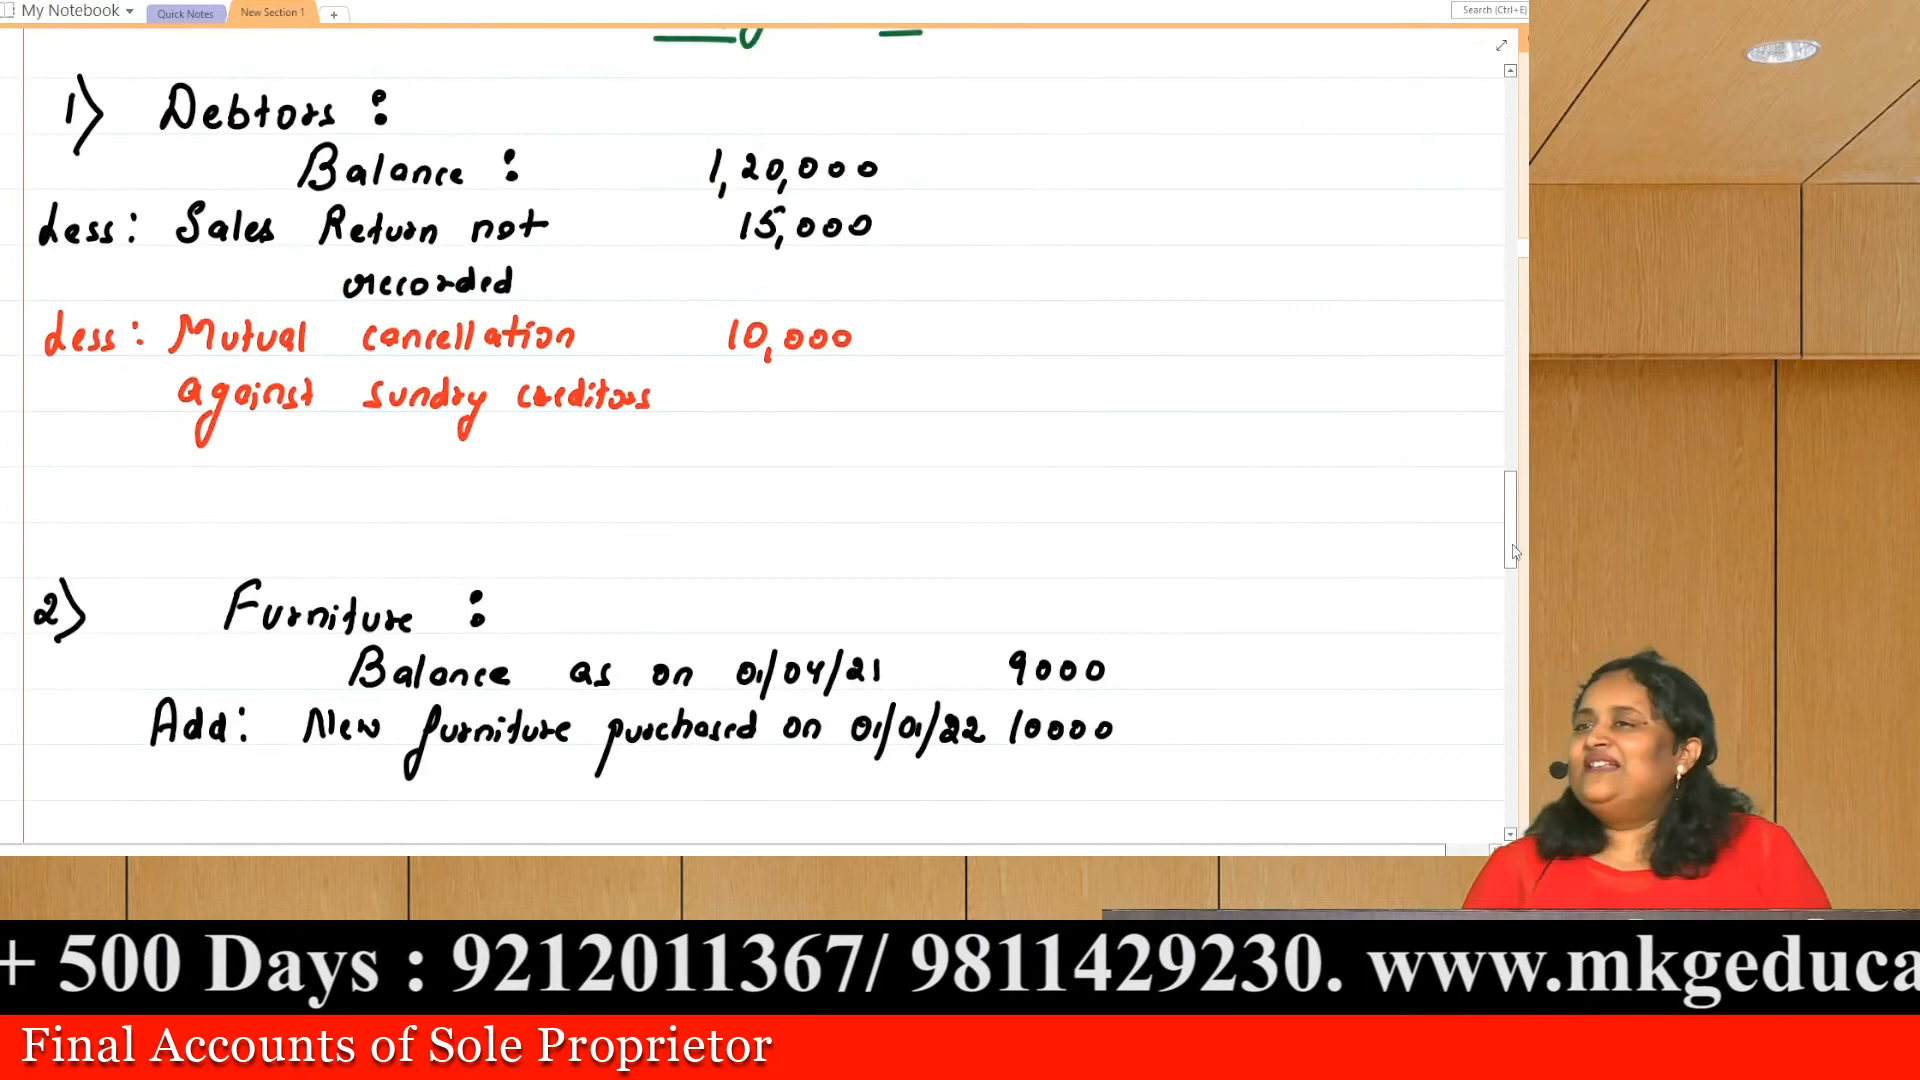 My Notebook
Quick Notes
New Section 1
+
Search (Ctrl+E)
1) Debtors :
Balance : 1,20,000
Less: Sales Return not 15,000
recorded
Less: Mutual cancellation 10,000
against sundry creditors
2) Furniture :
Balance as on 01/04/21 9000
Add: New furniture purchased on 01/01/22 10000
+ 500 Days : 9212011367/ 9811429230. www.mkgeduca
Final Accounts of Sole Proprietor